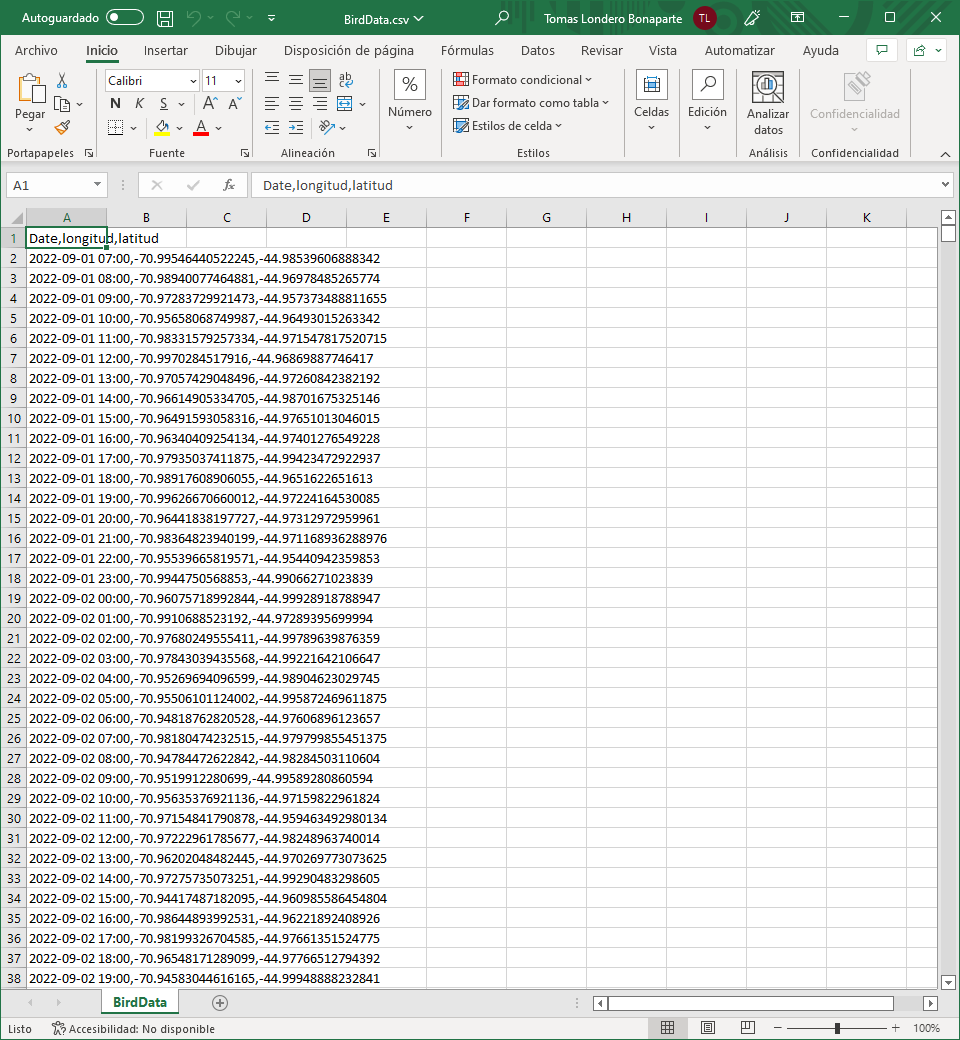 Autoguardado BirdData.csv Tomas Londero Bonaparte TL
Archivo Inicio Insertar Dibujar Disposición de página Fórmulas Datos Revisar Vista Automatizar Ayuda
Pegar
Portapapeles
Calibri 11
N K S A A
A
Fuente
ab
Alineación
%
Número
Formato condicional
Dar formato como tabla
Estilos de celda
Estilos
Celdas
Edición
Analizar
datos
Análisis
Confidencialidad
Confidencialidad
A1 fx Date,longitud,latitud
A B C D E F G H I J K
1 Date,longitud,latitud
2 2022-09-01 07:00,-70.99546440522245,-44.98539606888342
3 2022-09-01 08:00,-70.98940077464881,-44.96978485265774
4 2022-09-01 09:00,-70.97283729921473,-44.957373488811655
5 2022-09-01 10:00,-70.95658068749987,-44.96493015263342
6 2022-09-01 11:00,-70.98331579257334,-44.971547817520715
7 2022-09-01 12:00,-70.9970284517916,-44.96869887746417
8 2022-09-01 13:00,-70.97057429048496,-44.97260842382192
9 2022-09-01 14:00,-70.96614905334705,-44.98701675325146
10 2022-09-01 15:00,-70.96491593058316,-44.97651013046015
11 2022-09-01 16:00,-70.96340409254134,-44.97401276549228
12 2022-09-01 17:00,-70.97935037411875,-44.99423472922937
13 2022-09-01 18:00,-70.98917608906055,-44.9651622651613
14 2022-09-01 19:00,-70.99626670660012,-44.97224164530085
15 2022-09-01 20:00,-70.96441838197727,-44.97312972959961
16 2022-09-01 21:00,-70.98364823940199,-44.971168936288976
17 2022-09-01 22:00,-70.95539665819571,-44.95440942359853
18 2022-09-01 23:00,-70.9944750568853,-44.99066271023839
19 2022-09-02 00:00,-70.96075718992844,-44.99928918788947
20 2022-09-02 01:00,-70.9910688523192,-44.97289395699994
21 2022-09-02 02:00,-70.97680249555411,-44.99789639876359
22 2022-09-02 03:00,-70.97843039435568,-44.99221642106647
23 2022-09-02 04:00,-70.95269694096599,-44.98904623029745
24 2022-09-02 05:00,-70.95506101124002,-44.995872469611875
25 2022-09-02 06:00,-70.94818762820528,-44.97606896123657
26 2022-09-02 07:00,-70.98180474232515,-44.979799855451375
27 2022-09-02 08:00,-70.94784472622842,-44.98284503110604
28 2022-09-02 09:00,-70.9519912280699,-44.99589280860594
29 2022-09-02 10:00,-70.95635376921136,-44.97159822961824
30 2022-09-02 11:00,-70.97154841790878,-44.959463492980134
31 2022-09-02 12:00,-70.97222961785677,-44.98248963740014
32 2022-09-02 13:00,-70.96202048482445,-44.970269773073625
33 2022-09-02 14:00,-70.97275735073251,-44.99290483298605
34 2022-09-02 15:00,-70.94417487182095,-44.960985586454804
35 2022-09-02 16:00,-70.98644893992531,-44.96221892408926
36 2022-09-02 17:00,-70.98199326704585,-44.97661351524775
37 2022-09-02 18:00,-70.96548171289099,-44.97766512794392
38 2022-09-02 19:00,-70.94583044616165,-44.99948888232841
BirdData
Listo Accesibilidad: No disponible 100%